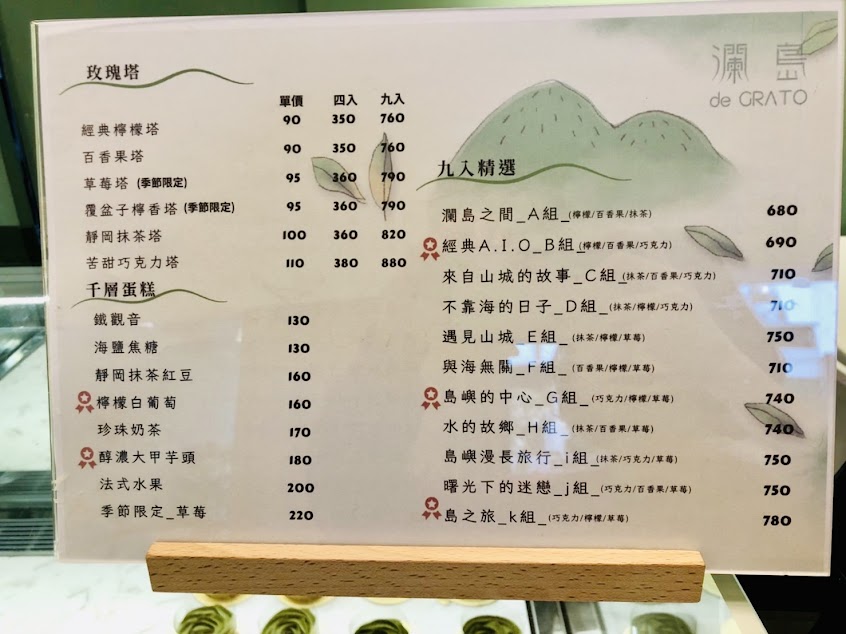 瀾島
de GRATO
玫瑰塔
單價 四入 九入
經典檸檬塔 90 350 760
百香果塔 90 350 760
草莓塔 (季節限定) 95 360 790
覆盆子檸香塔 (季節限定) 95 360 790
靜岡抹茶塔 100 360 820
苦甜巧克力塔 110 380 880
千層蛋糕
鐵觀音 130
海鹽焦糖 130
靜岡抹茶紅豆 160
檸檬白葡萄 160
珍珠奶茶 170
醇濃大甲芋頭 180
法式水果 200
季節限定_草莓 220
九入精選
瀾島之間_A組_(檸檬/百香果/抹茶) 680
經典A.I.O_B組_(檸檬/百香果/巧克力) 690
來自山城的故事_C組_(抹茶/百香果/巧克力) 710
不靠海的日子_D組_(抹茶/檸檬/巧克力) 710
遇見山城_E組_(抹茶/檸檬/草莓) 750
與海無關_F組_(百香果/檸檬/草莓) 710
島嶼的中心_G組_(巧克力/檸檬/草莓) 740
水的故鄉_H組_(抹茶/百香果/草莓) 740
島嶼漫長旅行_i組_(抹茶/巧克力/草莓) 750
曙光下的迷戀_j組_(巧克力/百香果/草莓) 750
島之旅_k組_(巧克力/檸檬/草莓) 780